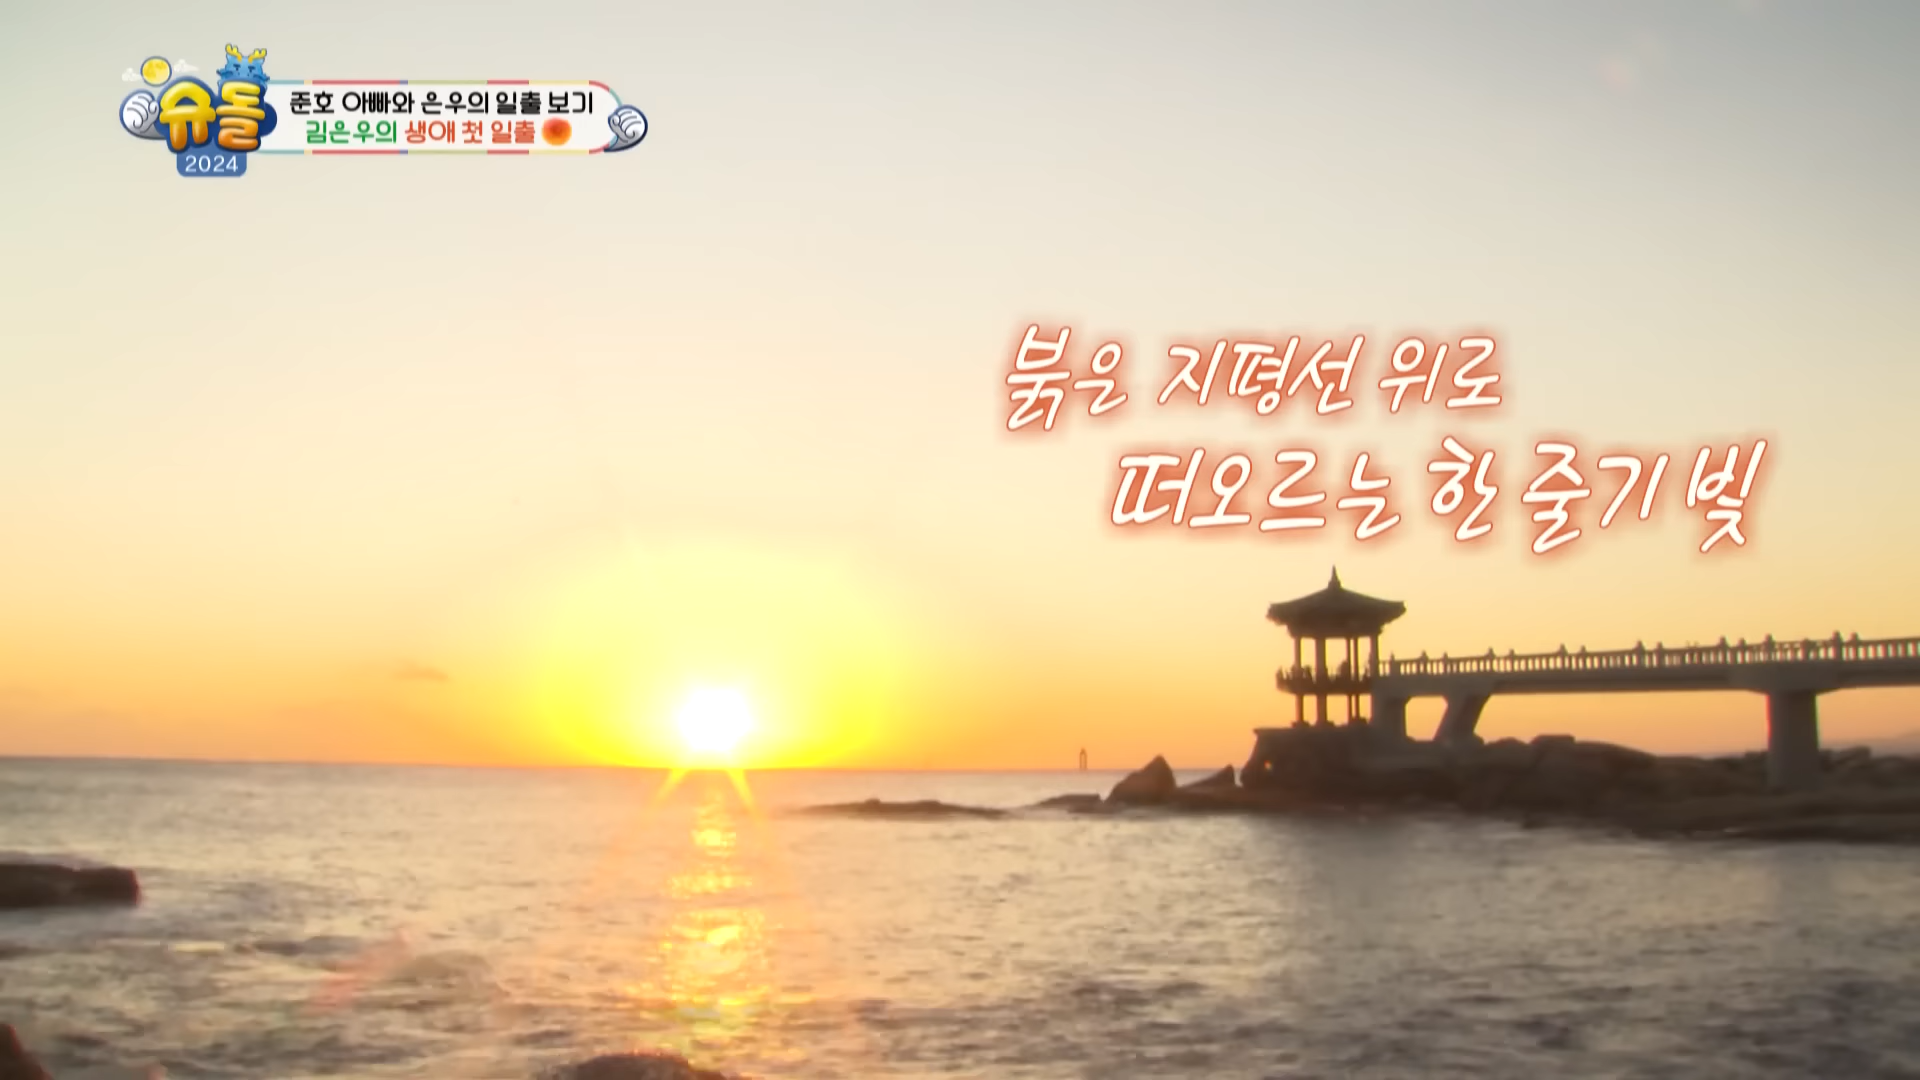 슈돌
2024
준호 아빠와 은우의 일출 보기
김은우의 생애 첫 일출
붉은 지평선 위로
떠오르는 한 줄기 빛